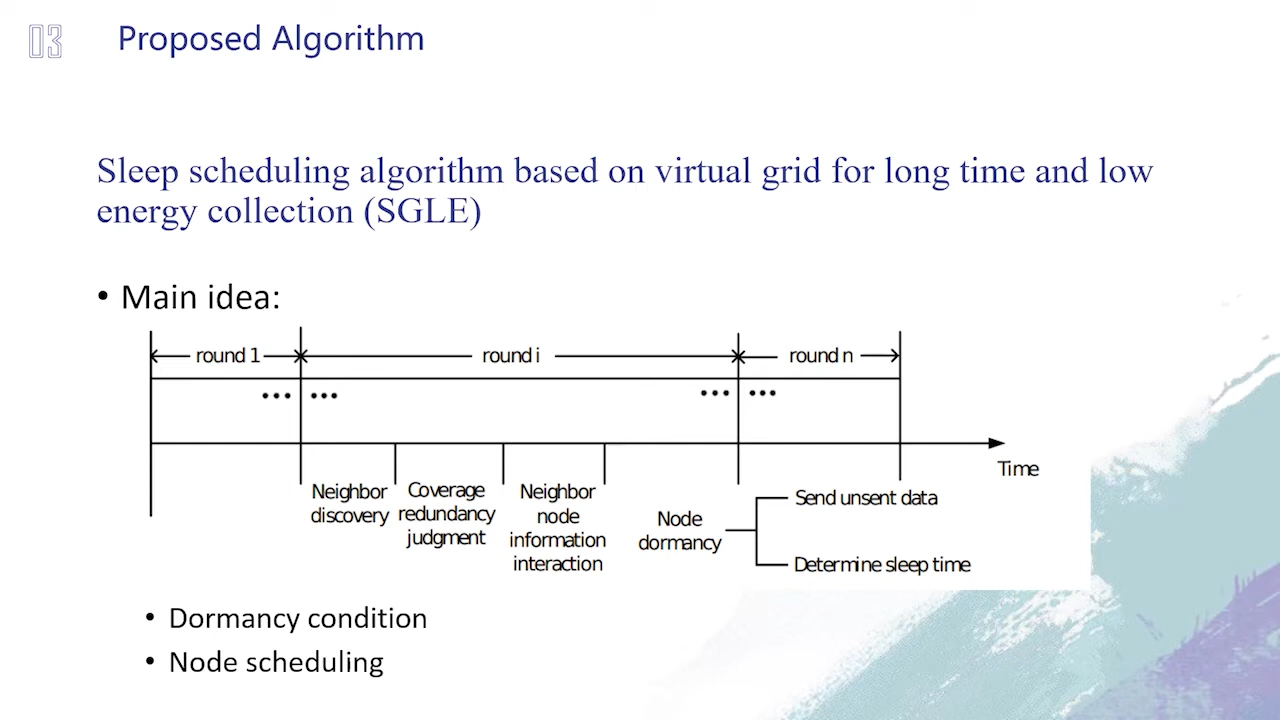 03
Proposed Algorithm
Sleep scheduling algorithm based on virtual grid for long time and low
energy collection (SGLE)
• Main idea:
round 1
round i
round n
Time
Neighbor
discovery
Coverage
redundancy
judgment
Neighbor
node
information
interaction
Node
dormancy
Send unsent data
Determine sleep time
• Dormancy condition
• Node scheduling